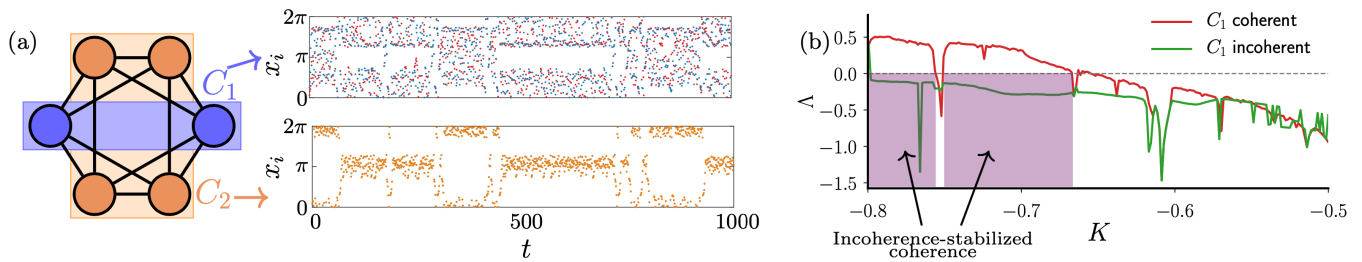 (a)
C₁
C₂
2π
xᵢ
π
0
2π
xᵢ
π
0
0
500
1000
t
(b)
C₁ coherent
C₁ incoherent
0.5
0.0
Λ
−0.5
−1.0
−1.5
−0.8
−0.7
−0.6
−0.5
K
Incoherence-stabilized
coherence